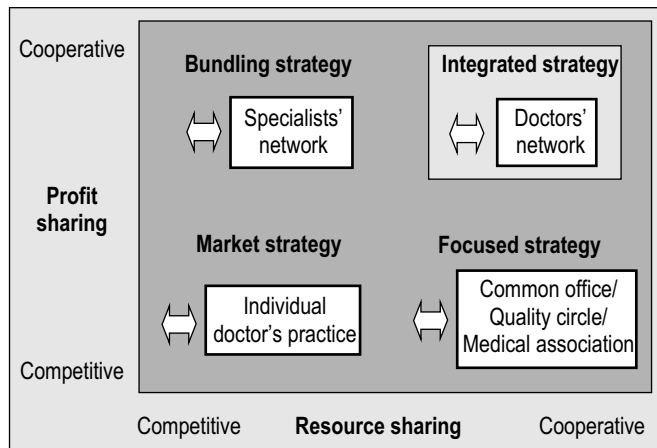 Cooperative
Bundling strategy
Integrated strategy
Specialists’
network
Doctors’
network
Profit
sharing
Market strategy
Focused strategy
Individual
doctor’s practice
Common office/
Quality circle/
Medical association
Competitive
Competitive
Resource sharing
Cooperative